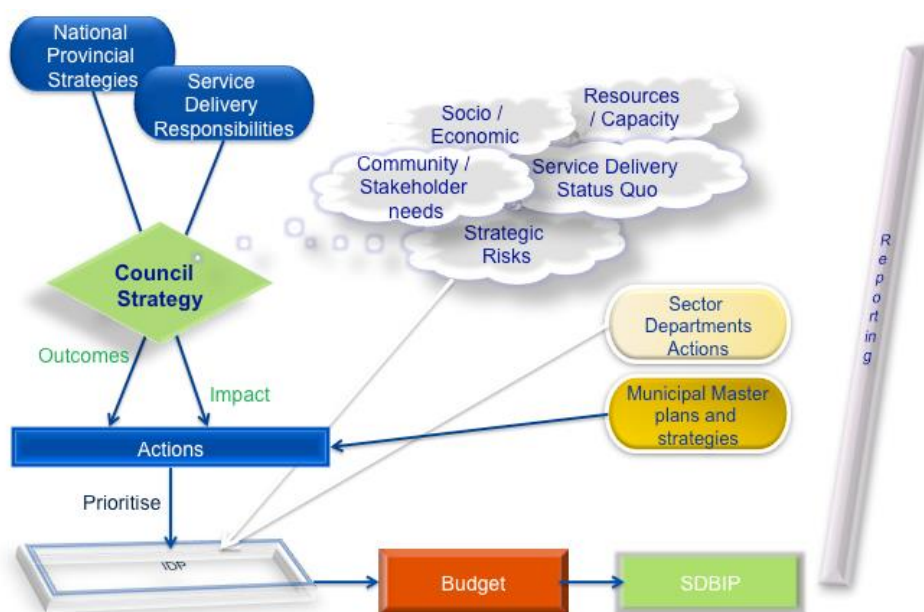 National
Provincial
Strategies
Service
Delivery
Responsibilities
Socio /
Economic
Resources
/ Capacity
Community /
Stakeholder
needs
Service Delivery
Status Quo
Strategic
Risks
Council
Strategy
Outcomes
Impact
Sector
Departments
Actions
Municipal Master
plans and
strategies
Actions
Prioritise
IDP
Budget
SDBIP
Reporting